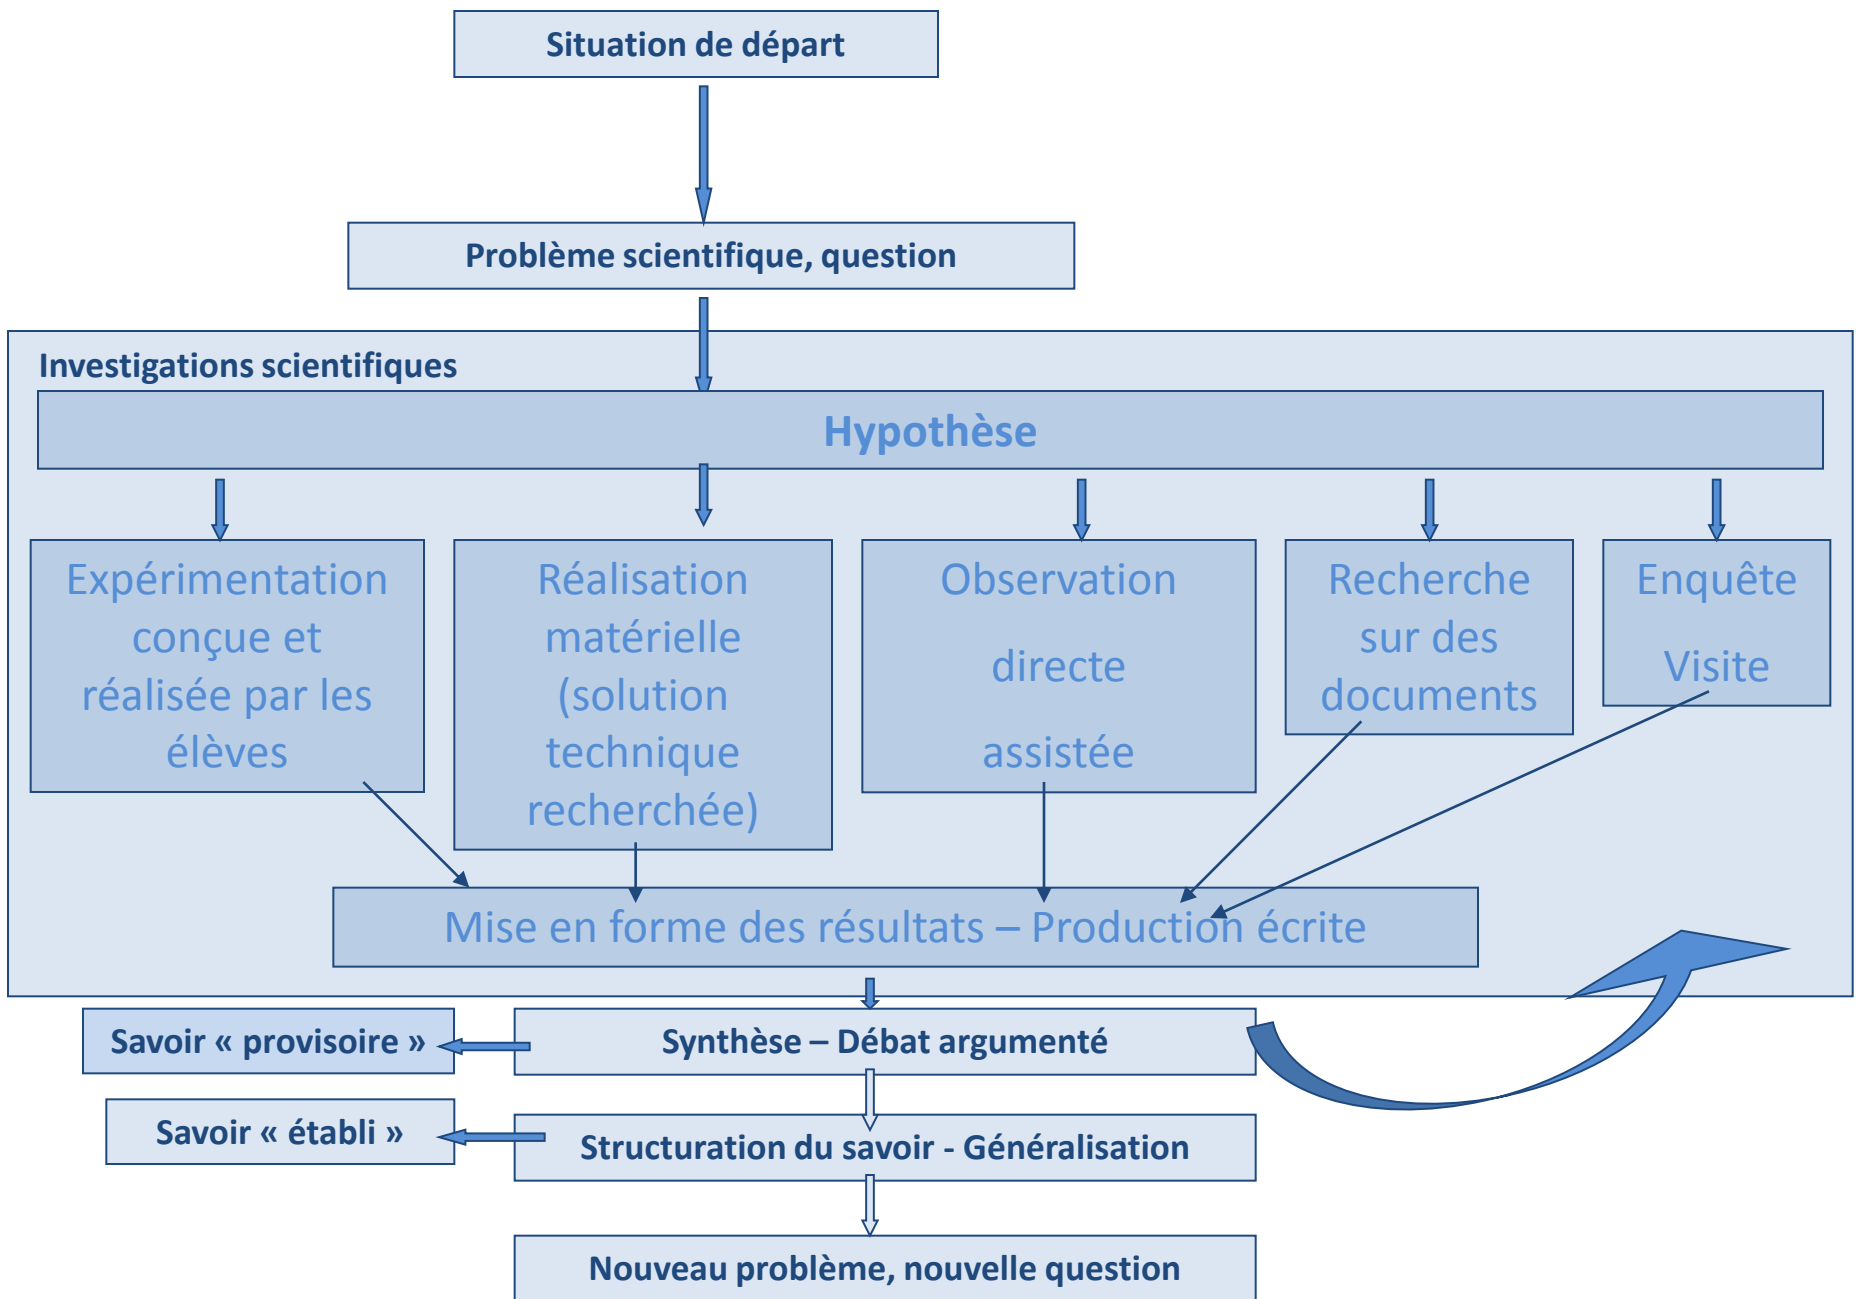 Situation de départ
Problème scientifique, question
Investigations scientifiques
Hypothèse
Expérimentation
conçue et
réalisée par les
élèves
Réalisation
matérielle
(solution
technique
recherchée)
Observation
directe
assistée
Recherche
sur des
documents
Enquête
Visite
Mise en forme des résultats – Production écrite
Savoir « provisoire »
Synthèse – Débat argumenté
Savoir « établi »
Structuration du savoir - Généralisation
Nouveau problème, nouvelle question